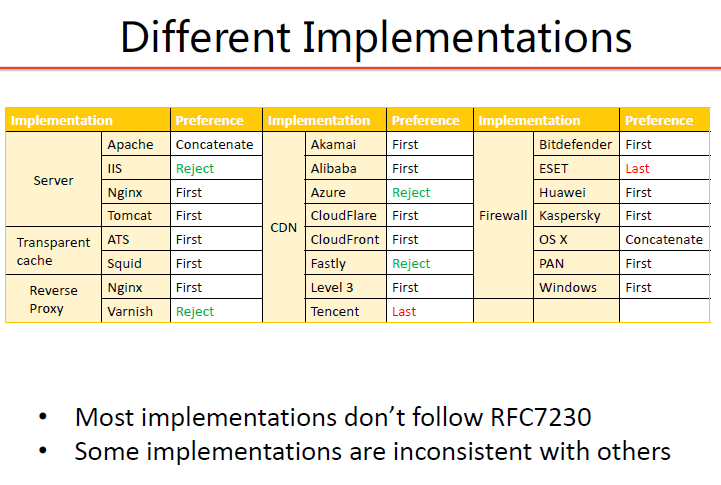 Different Implementations
Implementation Preference Implementation Preference Implementation Preference
Server Apache Concatenate CDN Akamai First Firewall Bitdefender First
IIS Reject Alibaba First ESET Last
Nginx First Azure Reject Huawei First
Tomcat First CloudFlare First Kaspersky First
Transparent cache ATS First CloudFront First OS X Concatenate
Squid First Fastly Reject PAN First
Reverse Proxy Nginx First Level 3 First Windows First
Varnish Reject Tencent Last
• Most implementations don’t follow RFC7230
• Some implementations are inconsistent with others